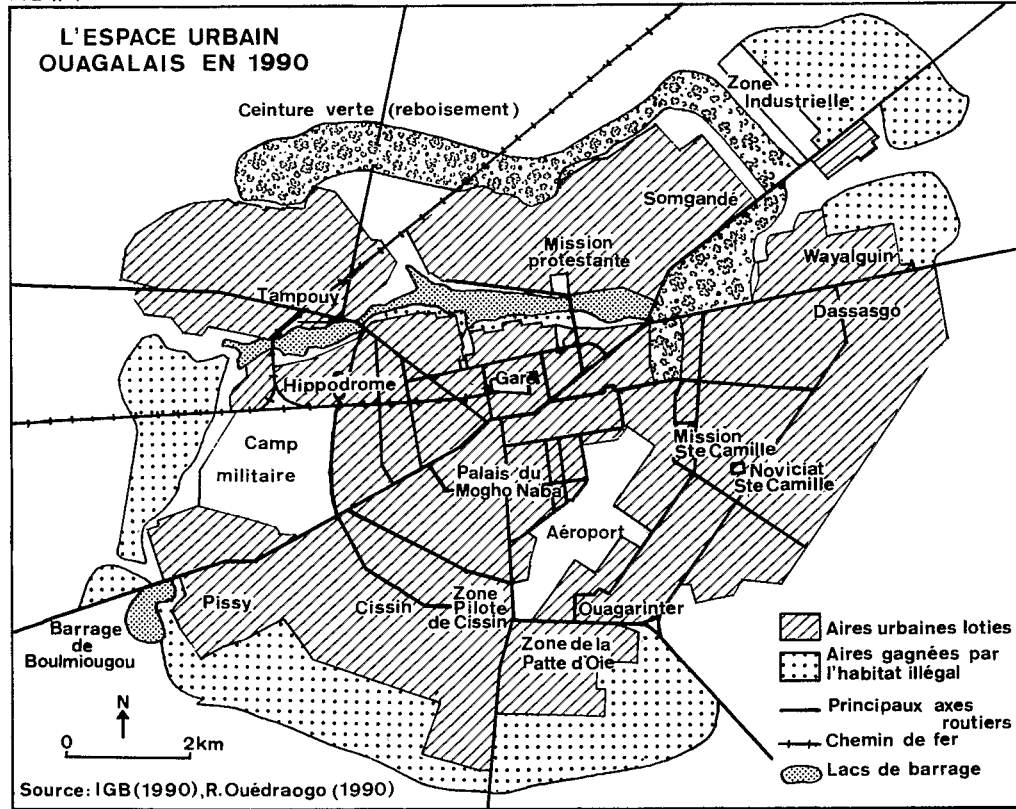 L'ESPACE URBAIN
OUAGALAIS EN 1990
Ceinture verte (reboisement)
Zone
Industrielle
Somgandé
Mission
protestante
Wayalguin
Tampouy
Dassasgo
Hippodrome
Gare
Camp
militaire
Mission
Ste Camille
Noviciat
Ste Camille
Palais du
Mogho Naba
Aéroport
Pissy
Cissin
Zone
Pilote
de Cissin
Ouagarinter
Barrage
de
Boulmiougou
Zone de la
Patte d'Oie
N
0 2km
Aires urbaines loties
Aires gagnées par
l'habitat illégal
Principaux axes
routiers
Chemin de fer
Lacs de barrage
Source: IGB (1990), R. Ouédraogo (1990)